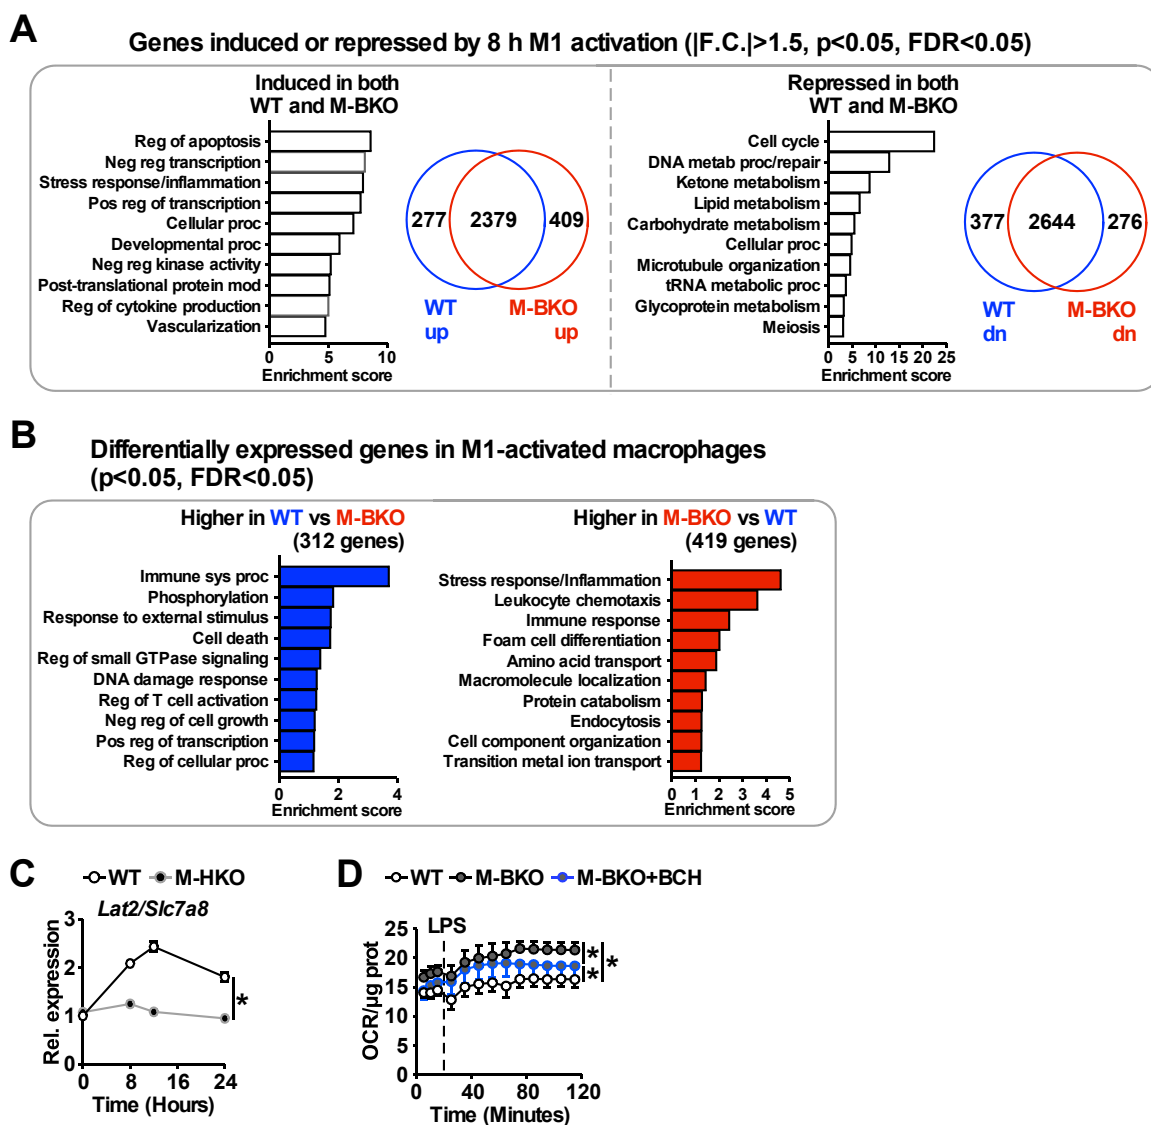 A
Genes induced or repressed by 8 h M1 activation (|F.C.|>1.5, p<0.05, FDR<0.05)
Induced in both
WT and M-BKO
Reg of apoptosis
Neg reg transcription
Stress response/inflammation
Pos reg of transcription
Cellular proc
Developmental proc
Neg reg kinase activity
Post-translational protein mod
Reg of cytokine production
Vascularization
0 5 10
Enrichment score
277 2379 409
WT
up
M-BKO
up
Repressed in both
WT and M-BKO
Cell cycle
DNA metab proc/repair
Ketone metabolism
Lipid metabolism
Carbohydrate metabolism
Cellular proc
Microtubule organization
tRNA metabolic proc
Glycoprotein metabolism
Meiosis
0 5 10 15 20 25
Enrichment score
377 2644 276
WT
dn
M-BKO
dn
B
Differentially expressed genes in M1-activated macrophages
(p<0.05, FDR<0.05)
Higher in WT vs M-BKO
(312 genes)
Immune sys proc
Phosphorylation
Response to external stimulus
Cell death
Reg of small GTPase signaling
DNA damage response
Reg of T cell activation
Neg reg of cell growth
Pos reg of transcription
Reg of cellular proc
0 2 4
Enrichment score
Higher in M-BKO vs WT
(419 genes)
Stress response/Inflammation
Leukocyte chemotaxis
Immune response
Foam cell differentiation
Amino acid transport
Macromolecule localization
Protein catabolism
Endocytosis
Cell component organization
Transition metal ion transport
0 1 2 3 4 5
Enrichment score
C
WT M-HKO
Lat2/Slc7a8
Rel. expression
3
2
1
0
*
0 8 16 24
Time (Hours)
D
WT M-BKO M-BKO+BCH
LPS
OCR/µg prot
25
20
15
10
5
0
*
*
*
0 40 80 120
Time (Minutes)